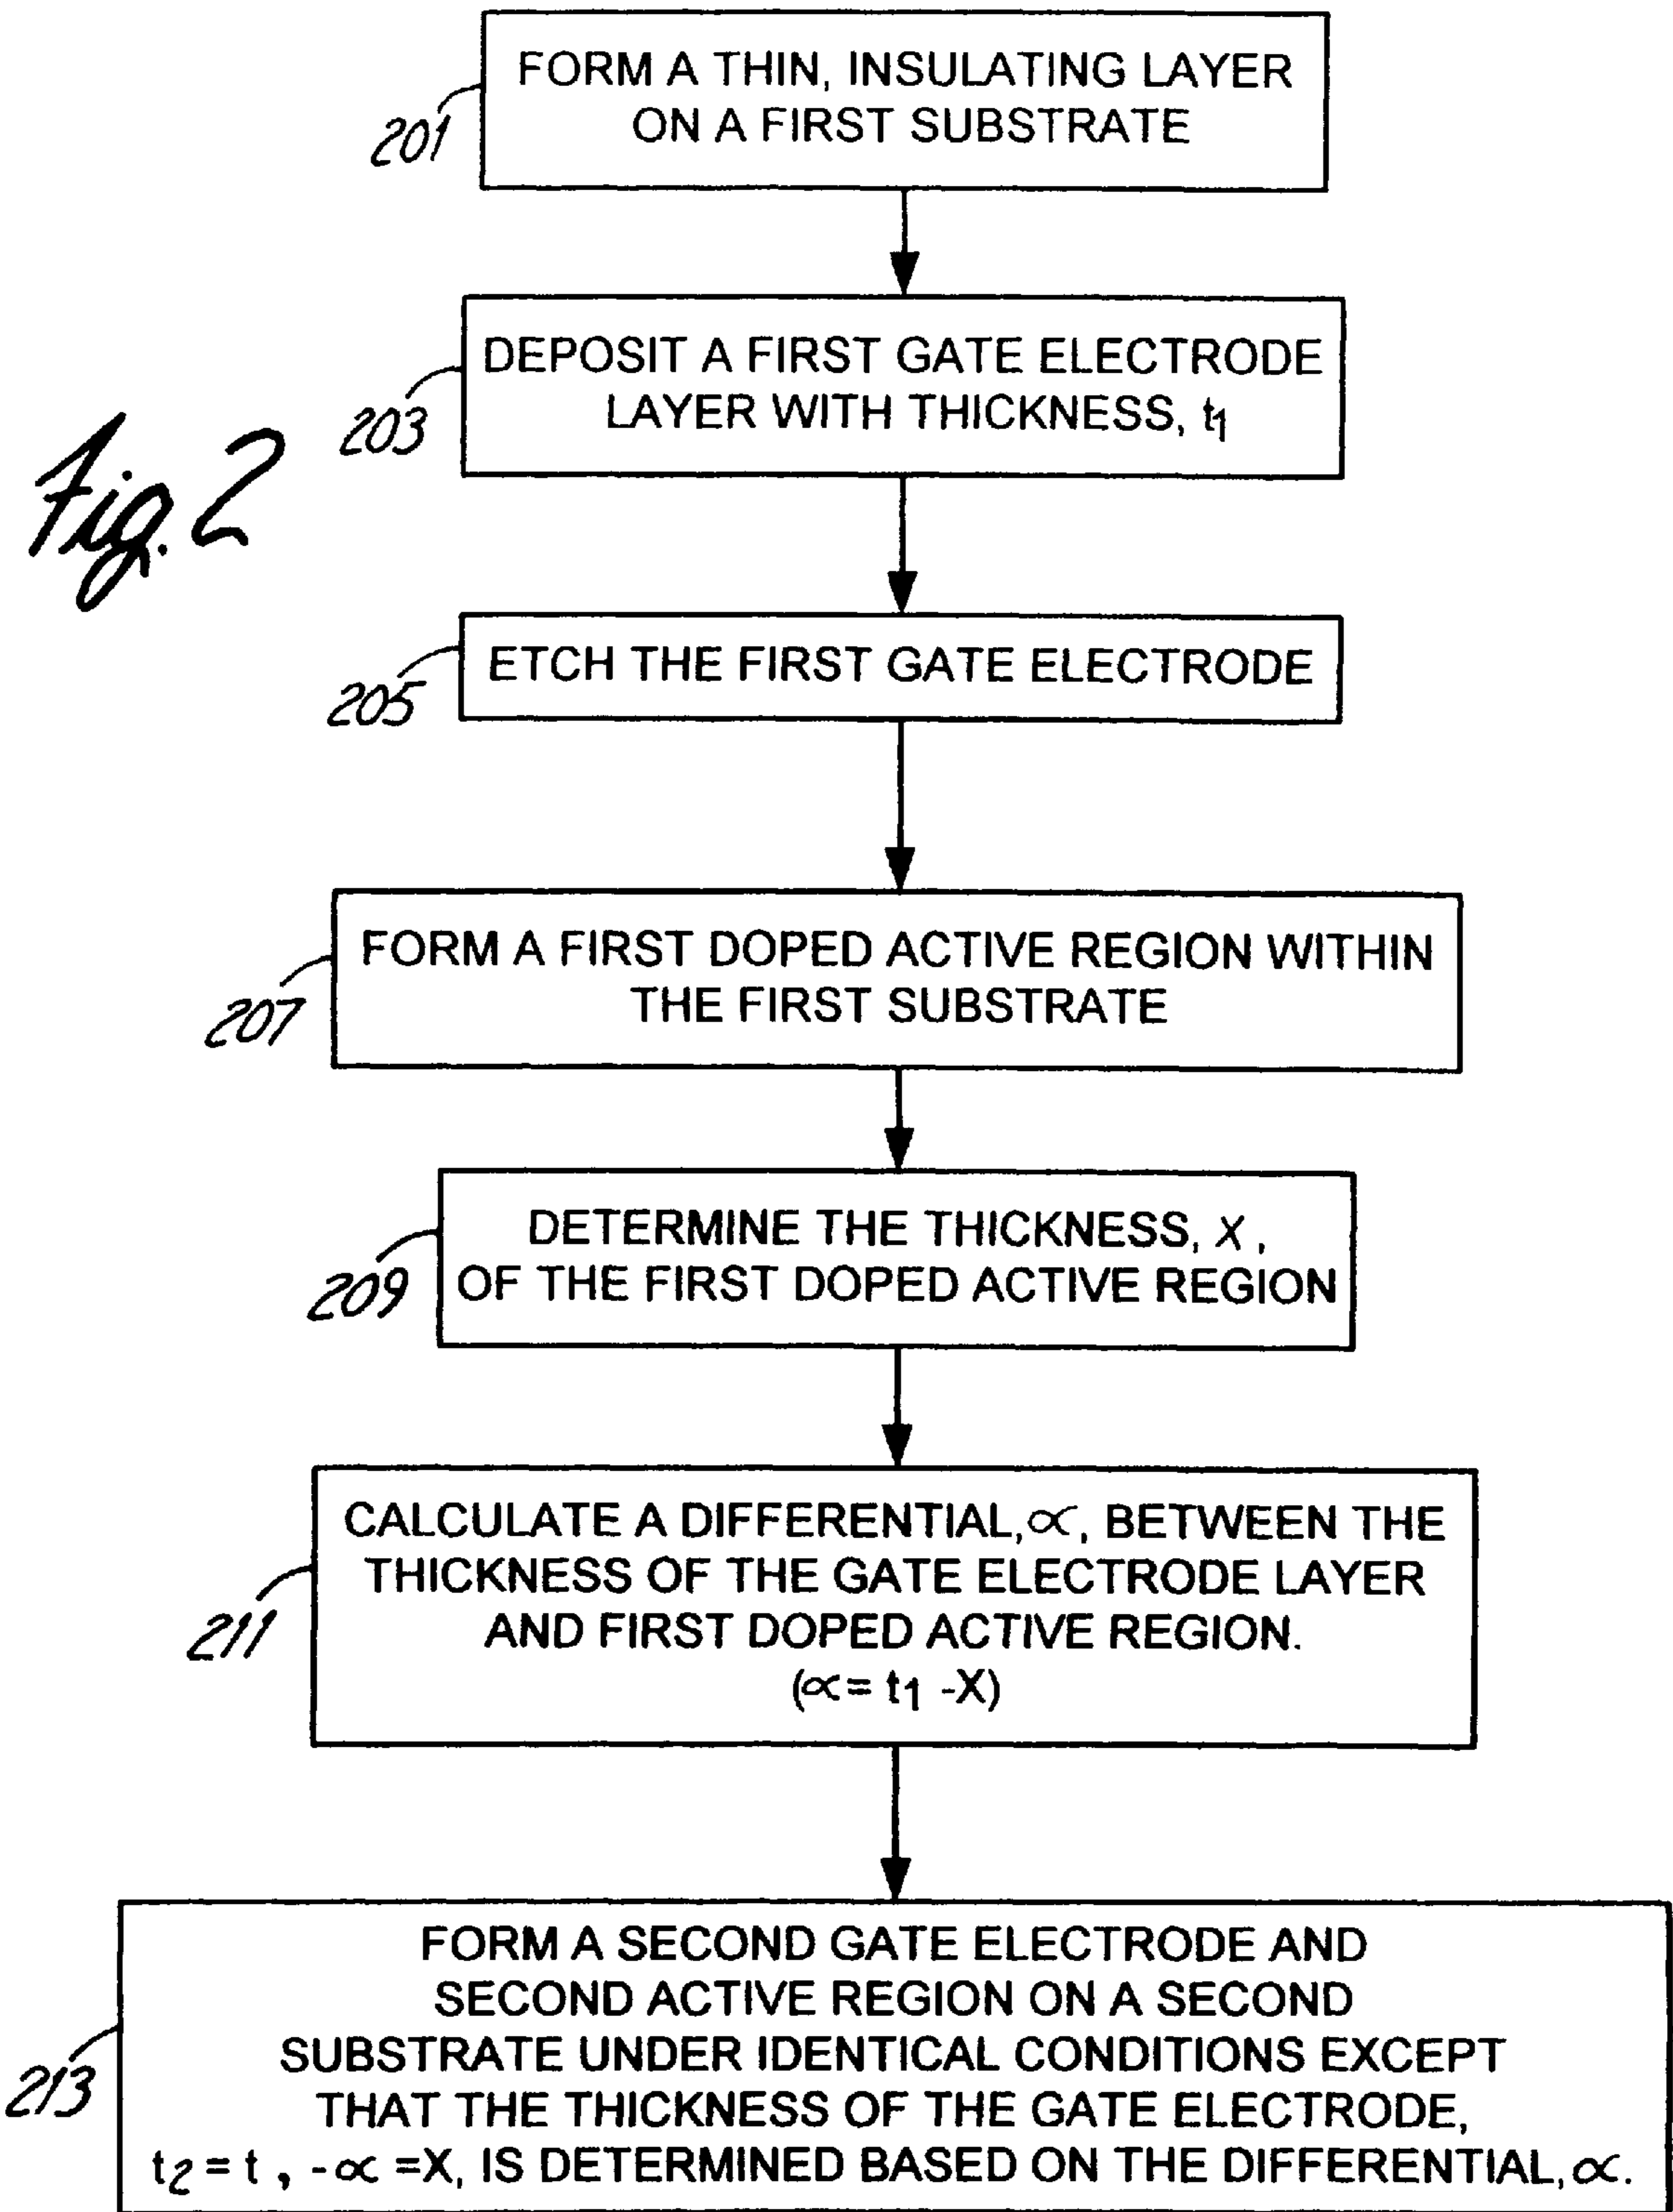 FORM A THIN, INSULATING LAYER
ON A FIRST SUBSTRATE
201
DEPOSIT A FIRST GATE ELECTRODE
LAYER WITH THICKNESS, t1
203
Fig. 2
ETCH THE FIRST GATE ELECTRODE
205
FORM A FIRST DOPED ACTIVE REGION WITHIN
THE FIRST SUBSTRATE
207
DETERMINE THE THICKNESS, X,
OF THE FIRST DOPED ACTIVE REGION
209
CALCULATE A DIFFERENTIAL, ∝, BETWEEN THE
THICKNESS OF THE GATE ELECTRODE LAYER
AND FIRST DOPED ACTIVE REGION.
(∝= t1 -X)
211
FORM A SECOND GATE ELECTRODE AND
SECOND ACTIVE REGION ON A SECOND
SUBSTRATE UNDER IDENTICAL CONDITIONS EXCEPT
THAT THE THICKNESS OF THE GATE ELECTRODE,
t2 = t , -∝ =X, IS DETERMINED BASED ON THE DIFFERENTIAL, ∝.
213